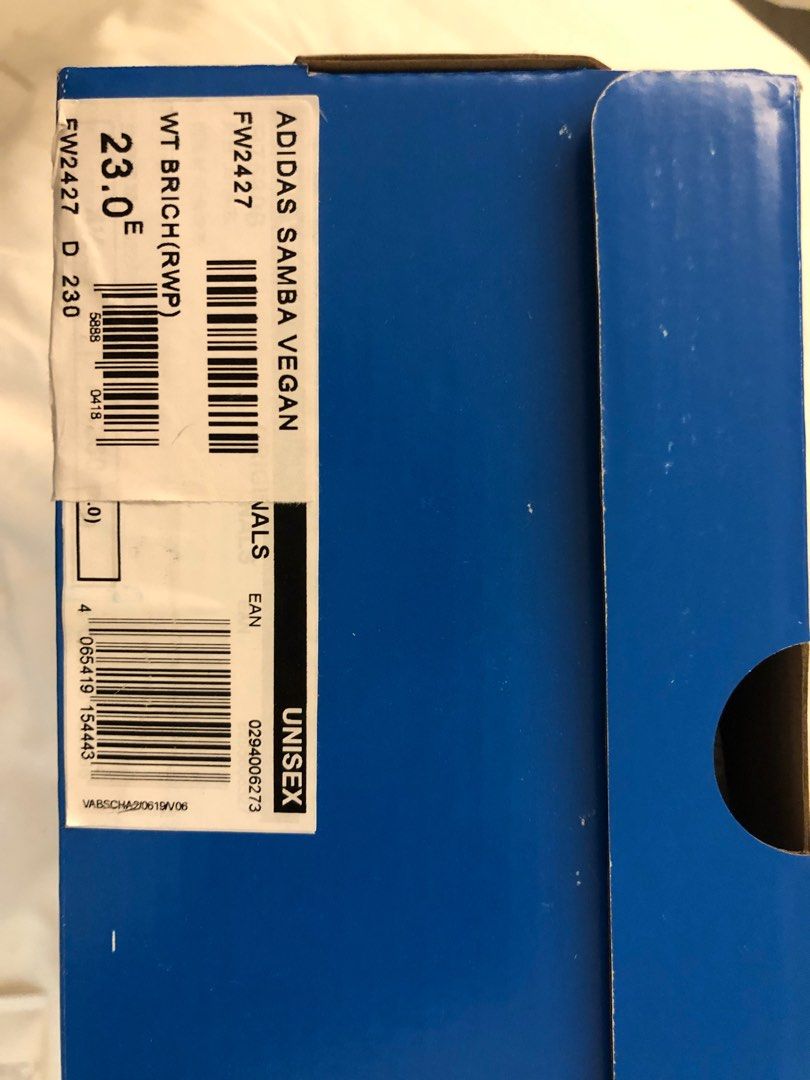 ADIDAS SAMBA VEGAN
FW2427
WT BRICH(RWP)
23.0E
5888 0418
FW2427 D 230
UNISEX
NALS
EAN 0294006273
.0)
4 065419 154443
VABSCHA2/0619/V06